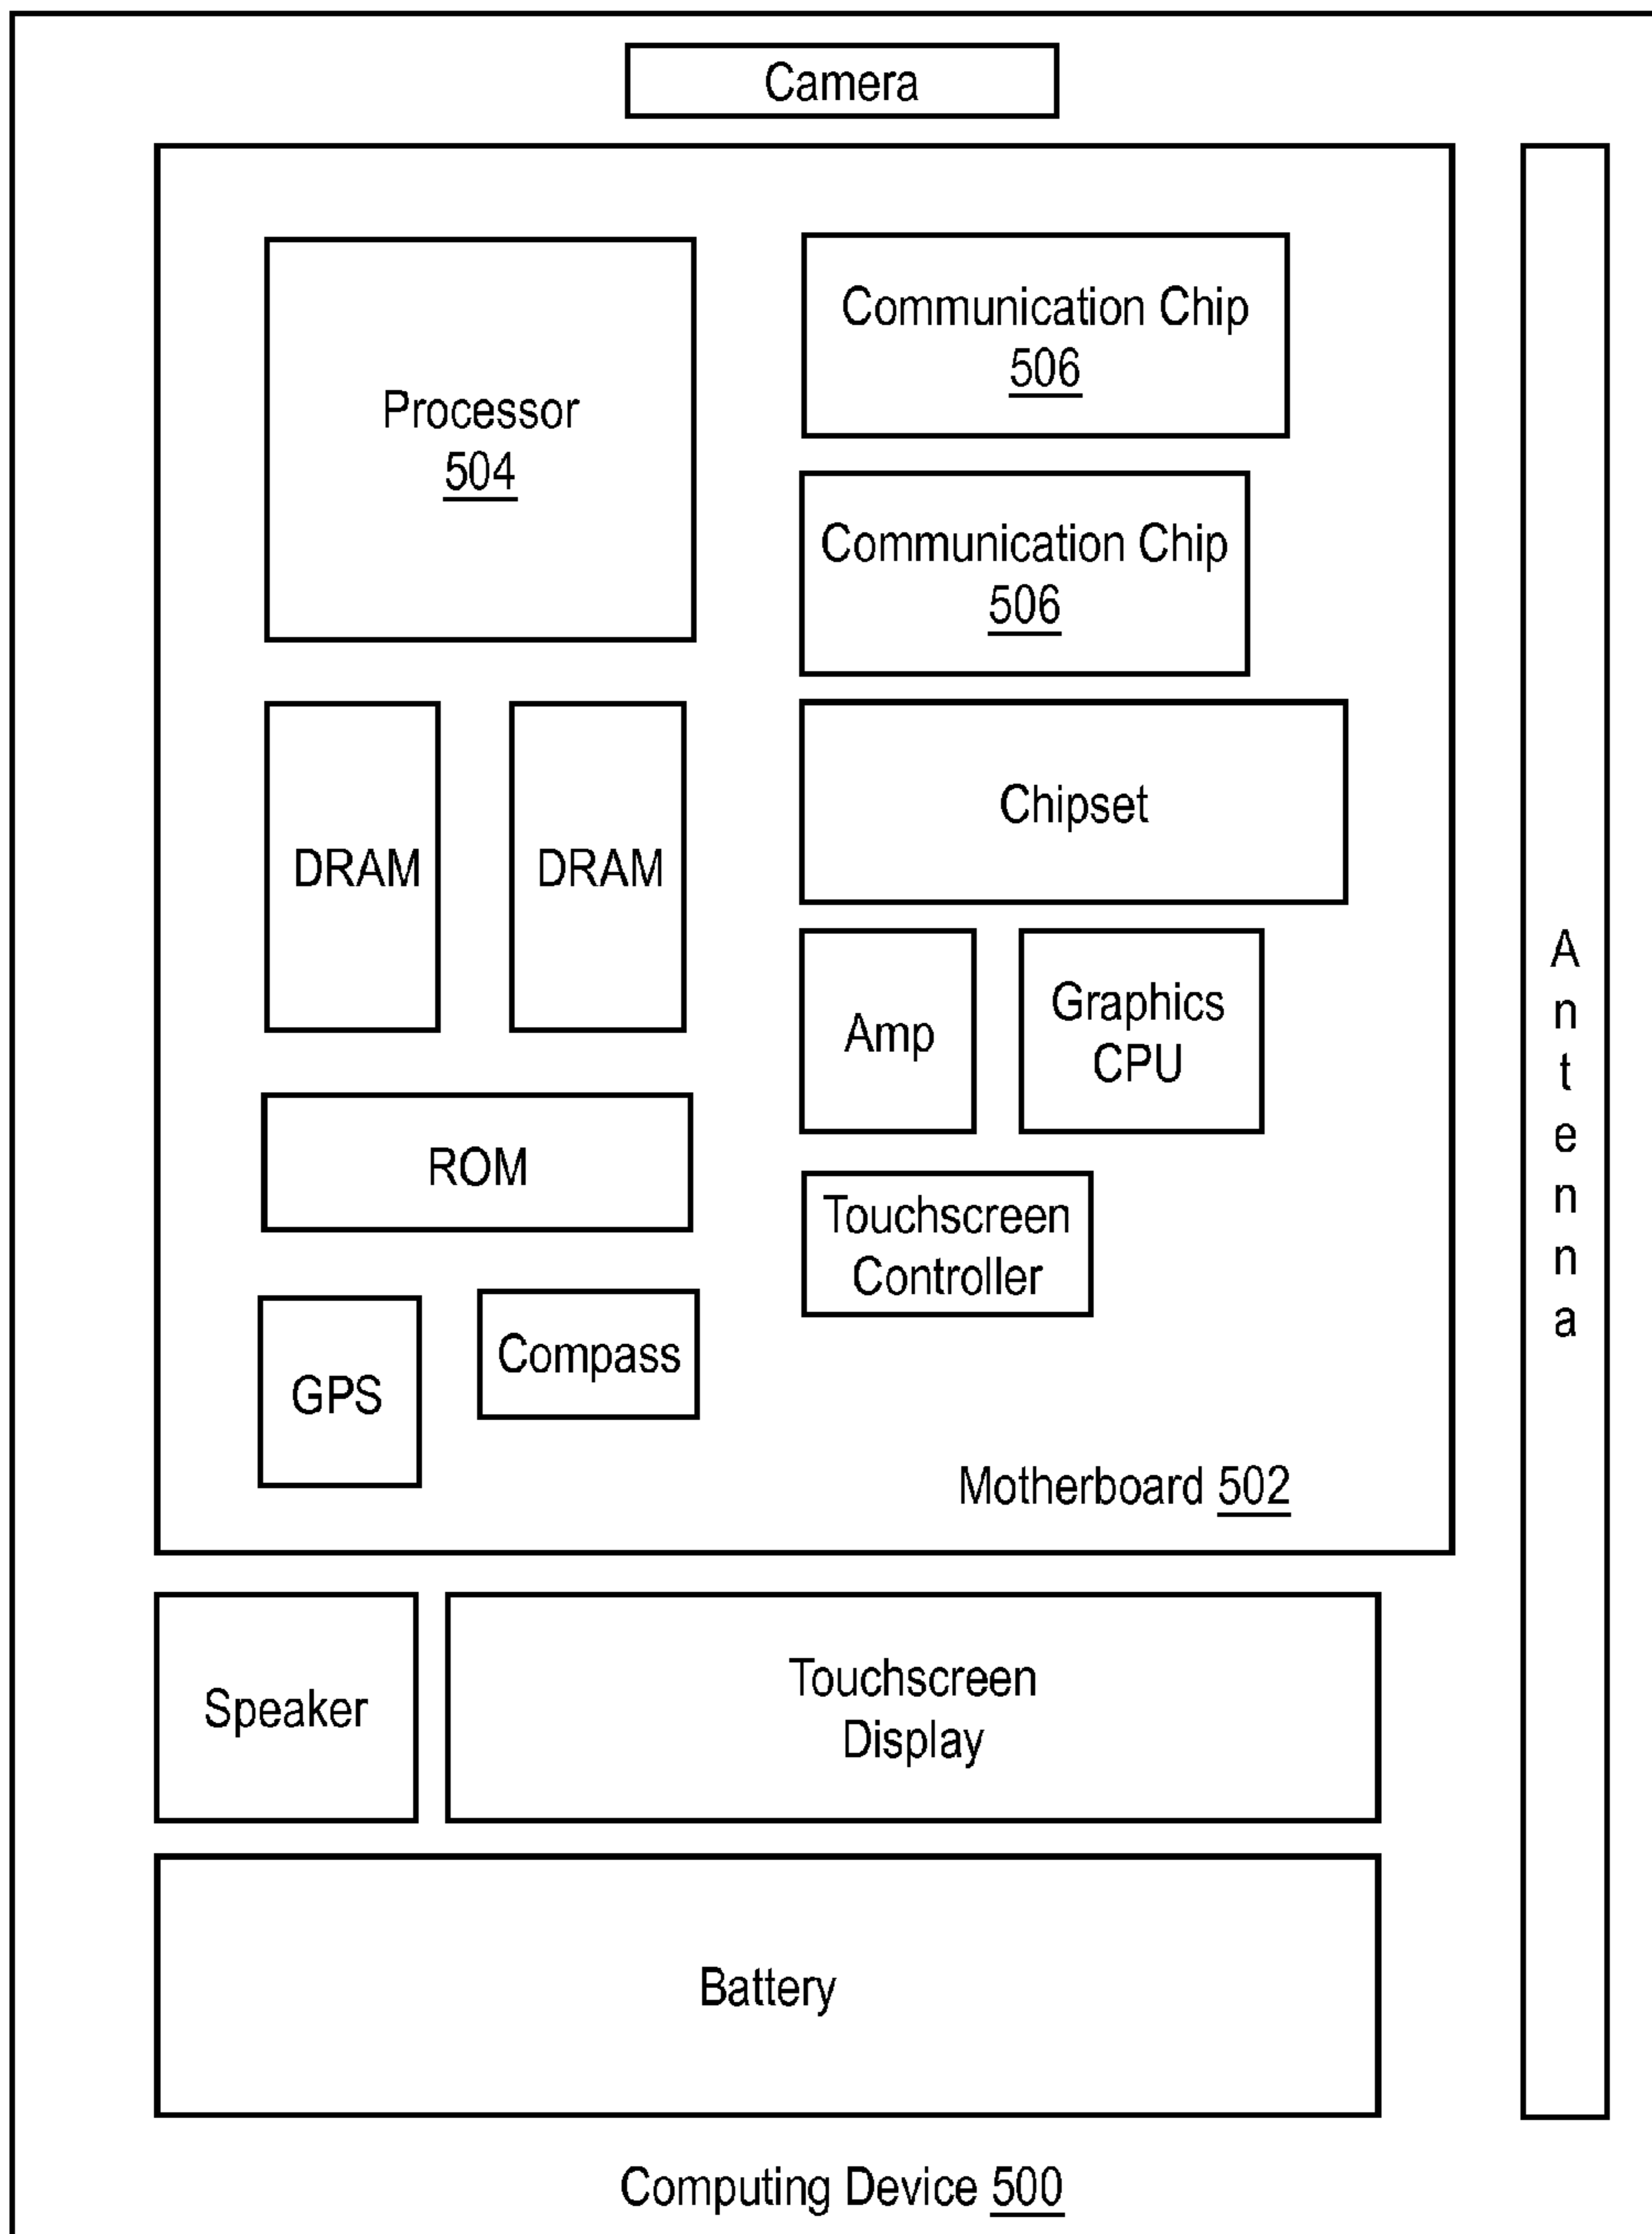 Camera
Processor
504
Communication Chip
506
Communication Chip
506
DRAM
DRAM
Chipset
Amp
Graphics
CPU
ROM
Touchscreen
Controller
GPS
Compass
Motherboard 502
Antenna
Speaker
Touchscreen
Display
Battery
Computing Device 500